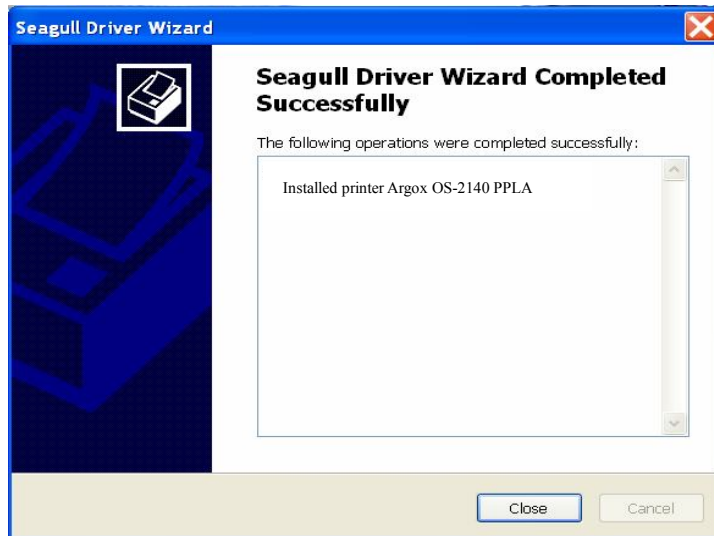 Seagull Driver Wizard
Seagull Driver Wizard Completed
Successfully
The following operations were completed successfully:
Installed printer Argox OS-2140 PPLA
Close
Cancel